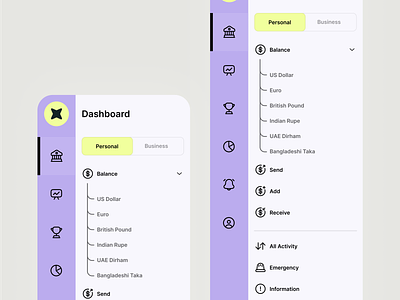 Dashboard
Personal
Business
Balance
US Dollar
Euro
British Pound
Indian Rupe
UAE Dirham
Bangladeshi Taka
Send
Personal
Business
Balance
US Dollar
Euro
British Pound
Indian Rupe
UAE Dirham
Bangladeshi Taka
Send
Add
Receive
All Activity
Emergency
Information